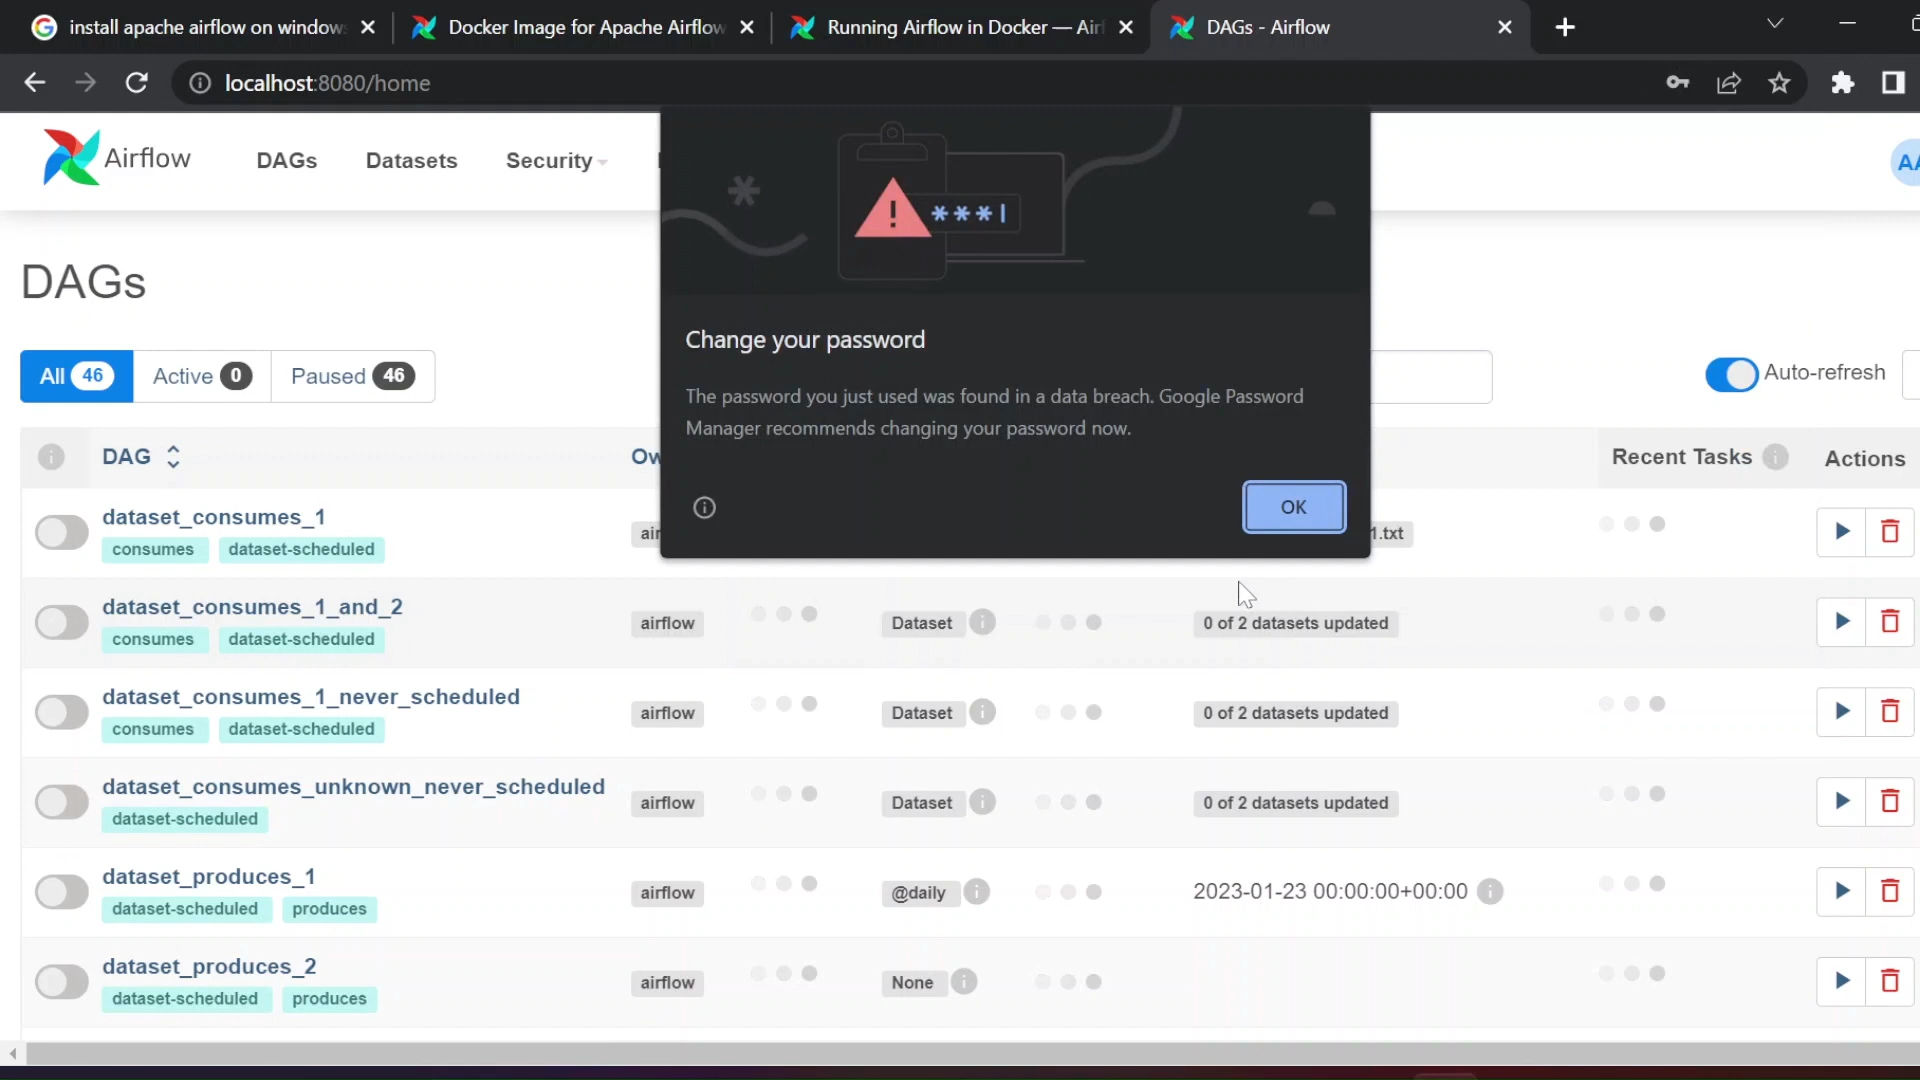 install apache airflow on window
Docker Image for Apache Airflow
Running Airflow in Docker — Air
DAGs - Airflow
localhost:8080/home
Airflow
DAGs
Datasets
Security
***|
Change your password
The password you just used was found in a data breach. Google Password
Manager recommends changing your password now.
OK
DAGs
All 46
Active 0
Paused 46
Auto-refresh
DAG
Recent Tasks
Actions
dataset_consumes_1
consumes dataset-scheduled
1.txt
dataset_consumes_1_and_2
consumes dataset-scheduled
airflow
Dataset
0 of 2 datasets updated
dataset_consumes_1_never_scheduled
consumes dataset-scheduled
airflow
Dataset
0 of 2 datasets updated
dataset_consumes_unknown_never_scheduled
dataset-scheduled
airflow
Dataset
0 of 2 datasets updated
dataset_produces_1
dataset-scheduled produces
airflow
@daily
2023-01-23 00:00:00+00:00
dataset_produces_2
dataset-scheduled produces
airflow
None